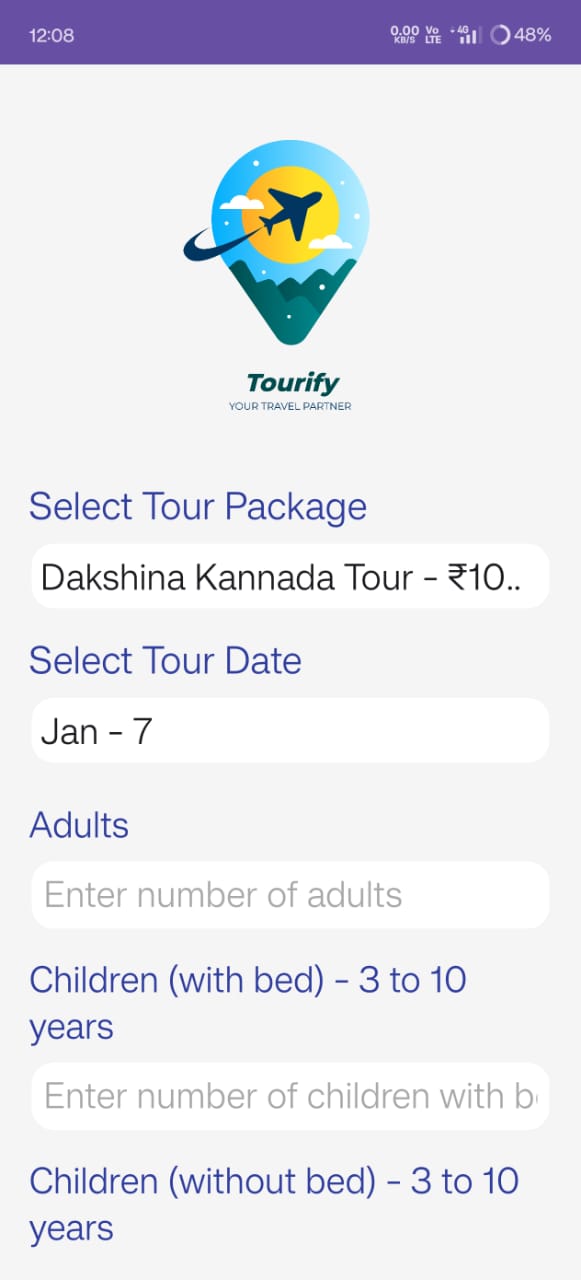 12:08
0.00 KB/S Vo LTE 4G 48%
Tourify
YOUR TRAVEL PARTNER
Select Tour Package
Dakshina Kannada Tour - ₹10..
Select Tour Date
Jan - 7
Adults
Enter number of adults
Children (with bed) - 3 to 10
years
Enter number of children with b
Children (without bed) - 3 to 10
years